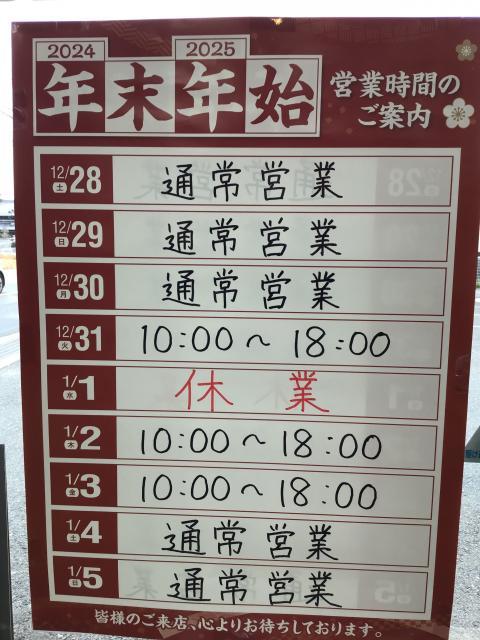 2024 2025
年末年始
営業時間の
ご案内
12/28 土 通常営業
12/29 日 通常営業
12/30 月 通常営業
12/31 火 10:00~18:00
1/1 水 休業
1/2 木 10:00~18:00
1/3 金 10:00~18:00
1/4 土 通常営業
1/5 日 通常営業
皆様のご来店、心よりお待ちしております。